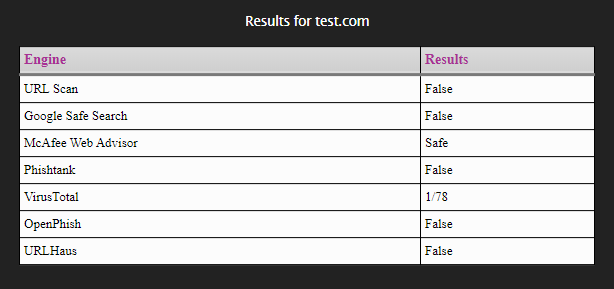 Results for test.com
Engine Results
URL Scan False
Google Safe Search False
McAfee Web Advisor Safe
Phishtank False
VirusTotal 1/78
OpenPhish False
URLHaus False